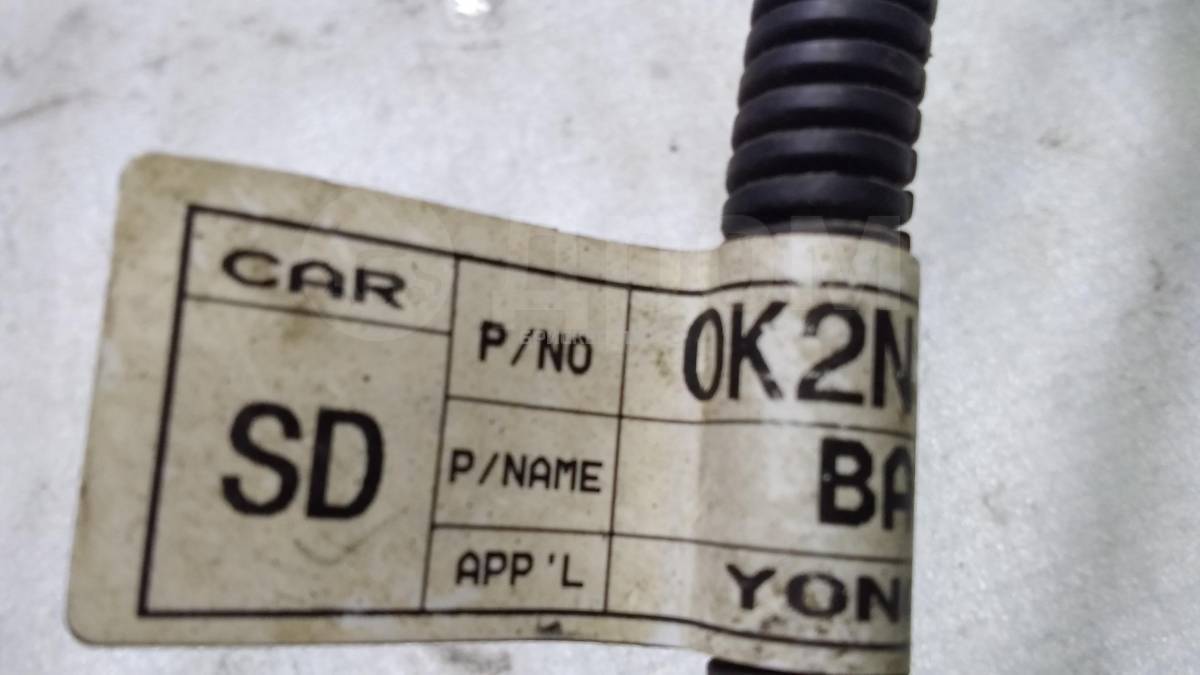 CAR
SD
P/NO 0K2N
P/NAME BA
APP'L YON